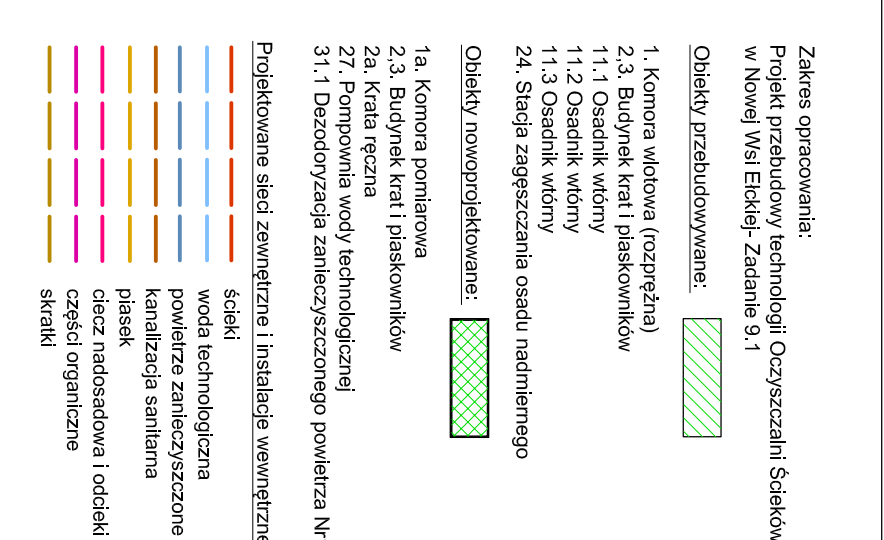 Zakres opracowania:
Projekt przebudowy technologii Oczyszczalni Ścieków
w Nowej Wsi Ełckiej- Zadanie 9.1
Obiekty przebudowywane:
1. Komora wlotowa (rozprężna)
2,3. Budynek krat i piaskowników
11.1 Osadnik wtórny
11.2 Osadnik wtórny
11.3 Osadnik wtórny
24. Stacja zagęszczania osadu nadmiernego
Obiekty nowoprojektowane:
1a. Komora pomiarowa
2,3. Budynek krat i piaskowników
2a. Krata ręczna
27. Pompownia wody technologicznej
31.1 Dezodoryzacja zanieczyszczonego powietrza Nr
Projektowane sieci zewnętrzne i instalacje wewnętrzne
ścieki
woda technologiczna
powietrze zanieczyszczone
kanalizacja sanitarna
piasek
ciecz nadosadowa i odcieki
części organiczne
skratki